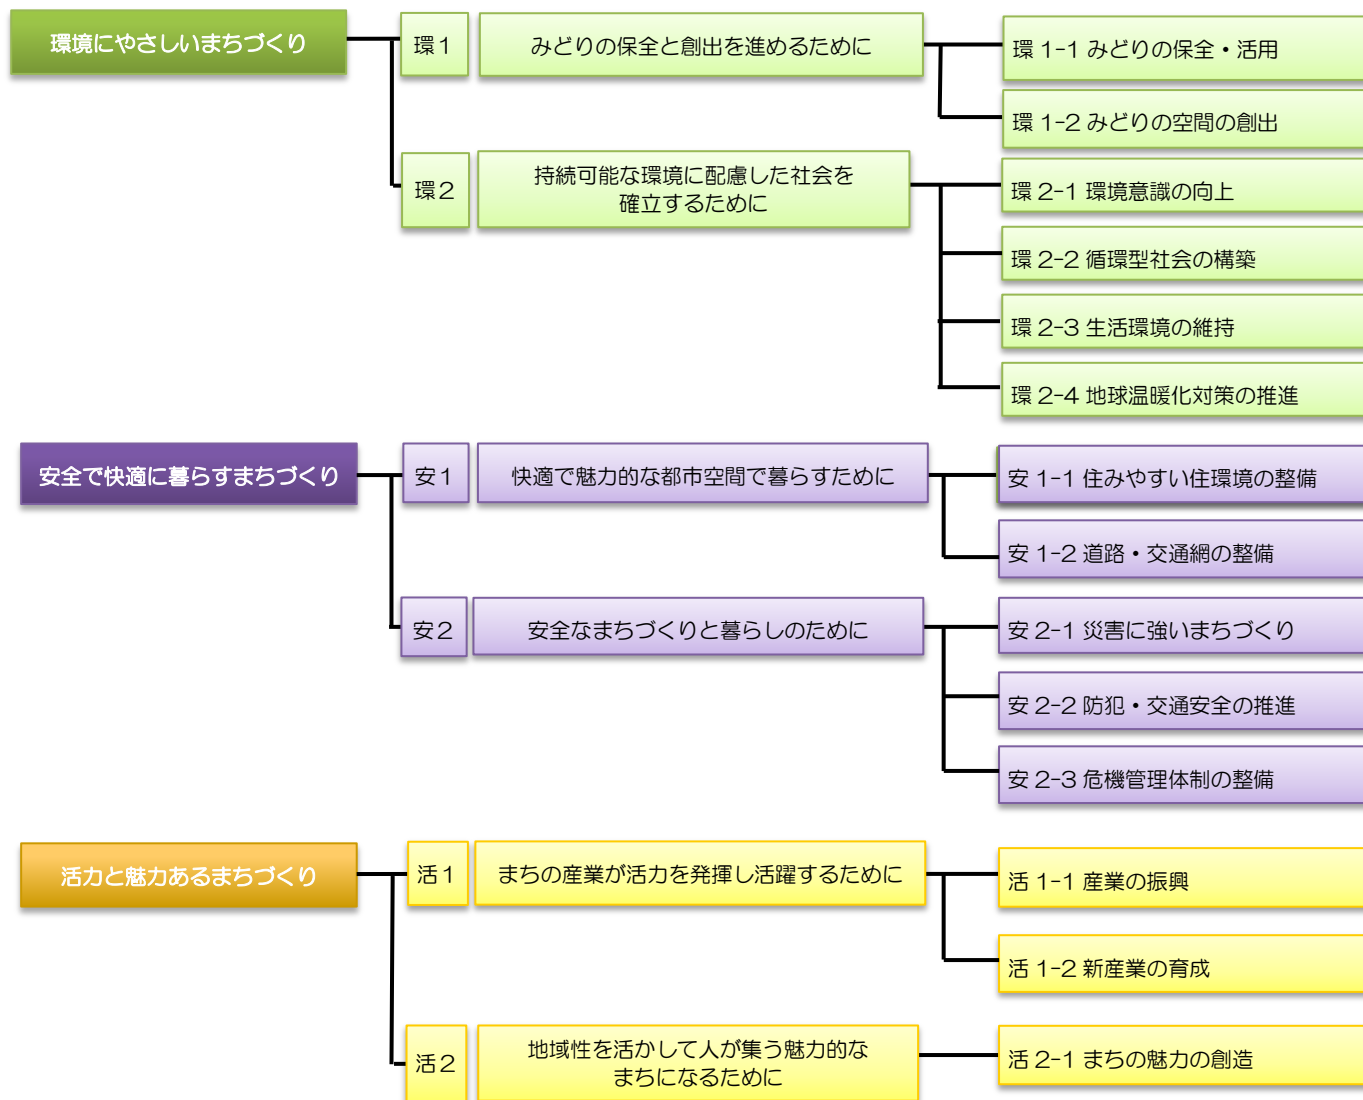 環境にやさしいまちづくり
環1
みどりの保全と創出を進めるために
環 1-1 みどりの保全・活用
環 1-2 みどりの空間の創出
環2
持続可能な環境に配慮した社会を
確立するために
環 2-1 環境意識の向上
環 2-2 循環型社会の構築
環 2-3 生活環境の維持
環 2-4 地球温暖化対策の推進
安全で快適に暮らすまちづくり
安1
快適で魅力的な都市空間で暮らすために
安 1-1 住みやすい住環境の整備
安 1-2 道路・交通網の整備
安2
安全なまちづくりと暮らしのために
安 2-1 災害に強いまちづくり
安 2-2 防犯・交通安全の推進
安 2-3 危機管理体制の整備
活力と魅力あるまちづくり
活1
まちの産業が活力を発揮し活躍するために
活 1-1 産業の振興
活 1-2 新産業の育成
活2
地域性を活かして人が集う魅力的な
まちになるために
活 2-1 まちの魅力の創造